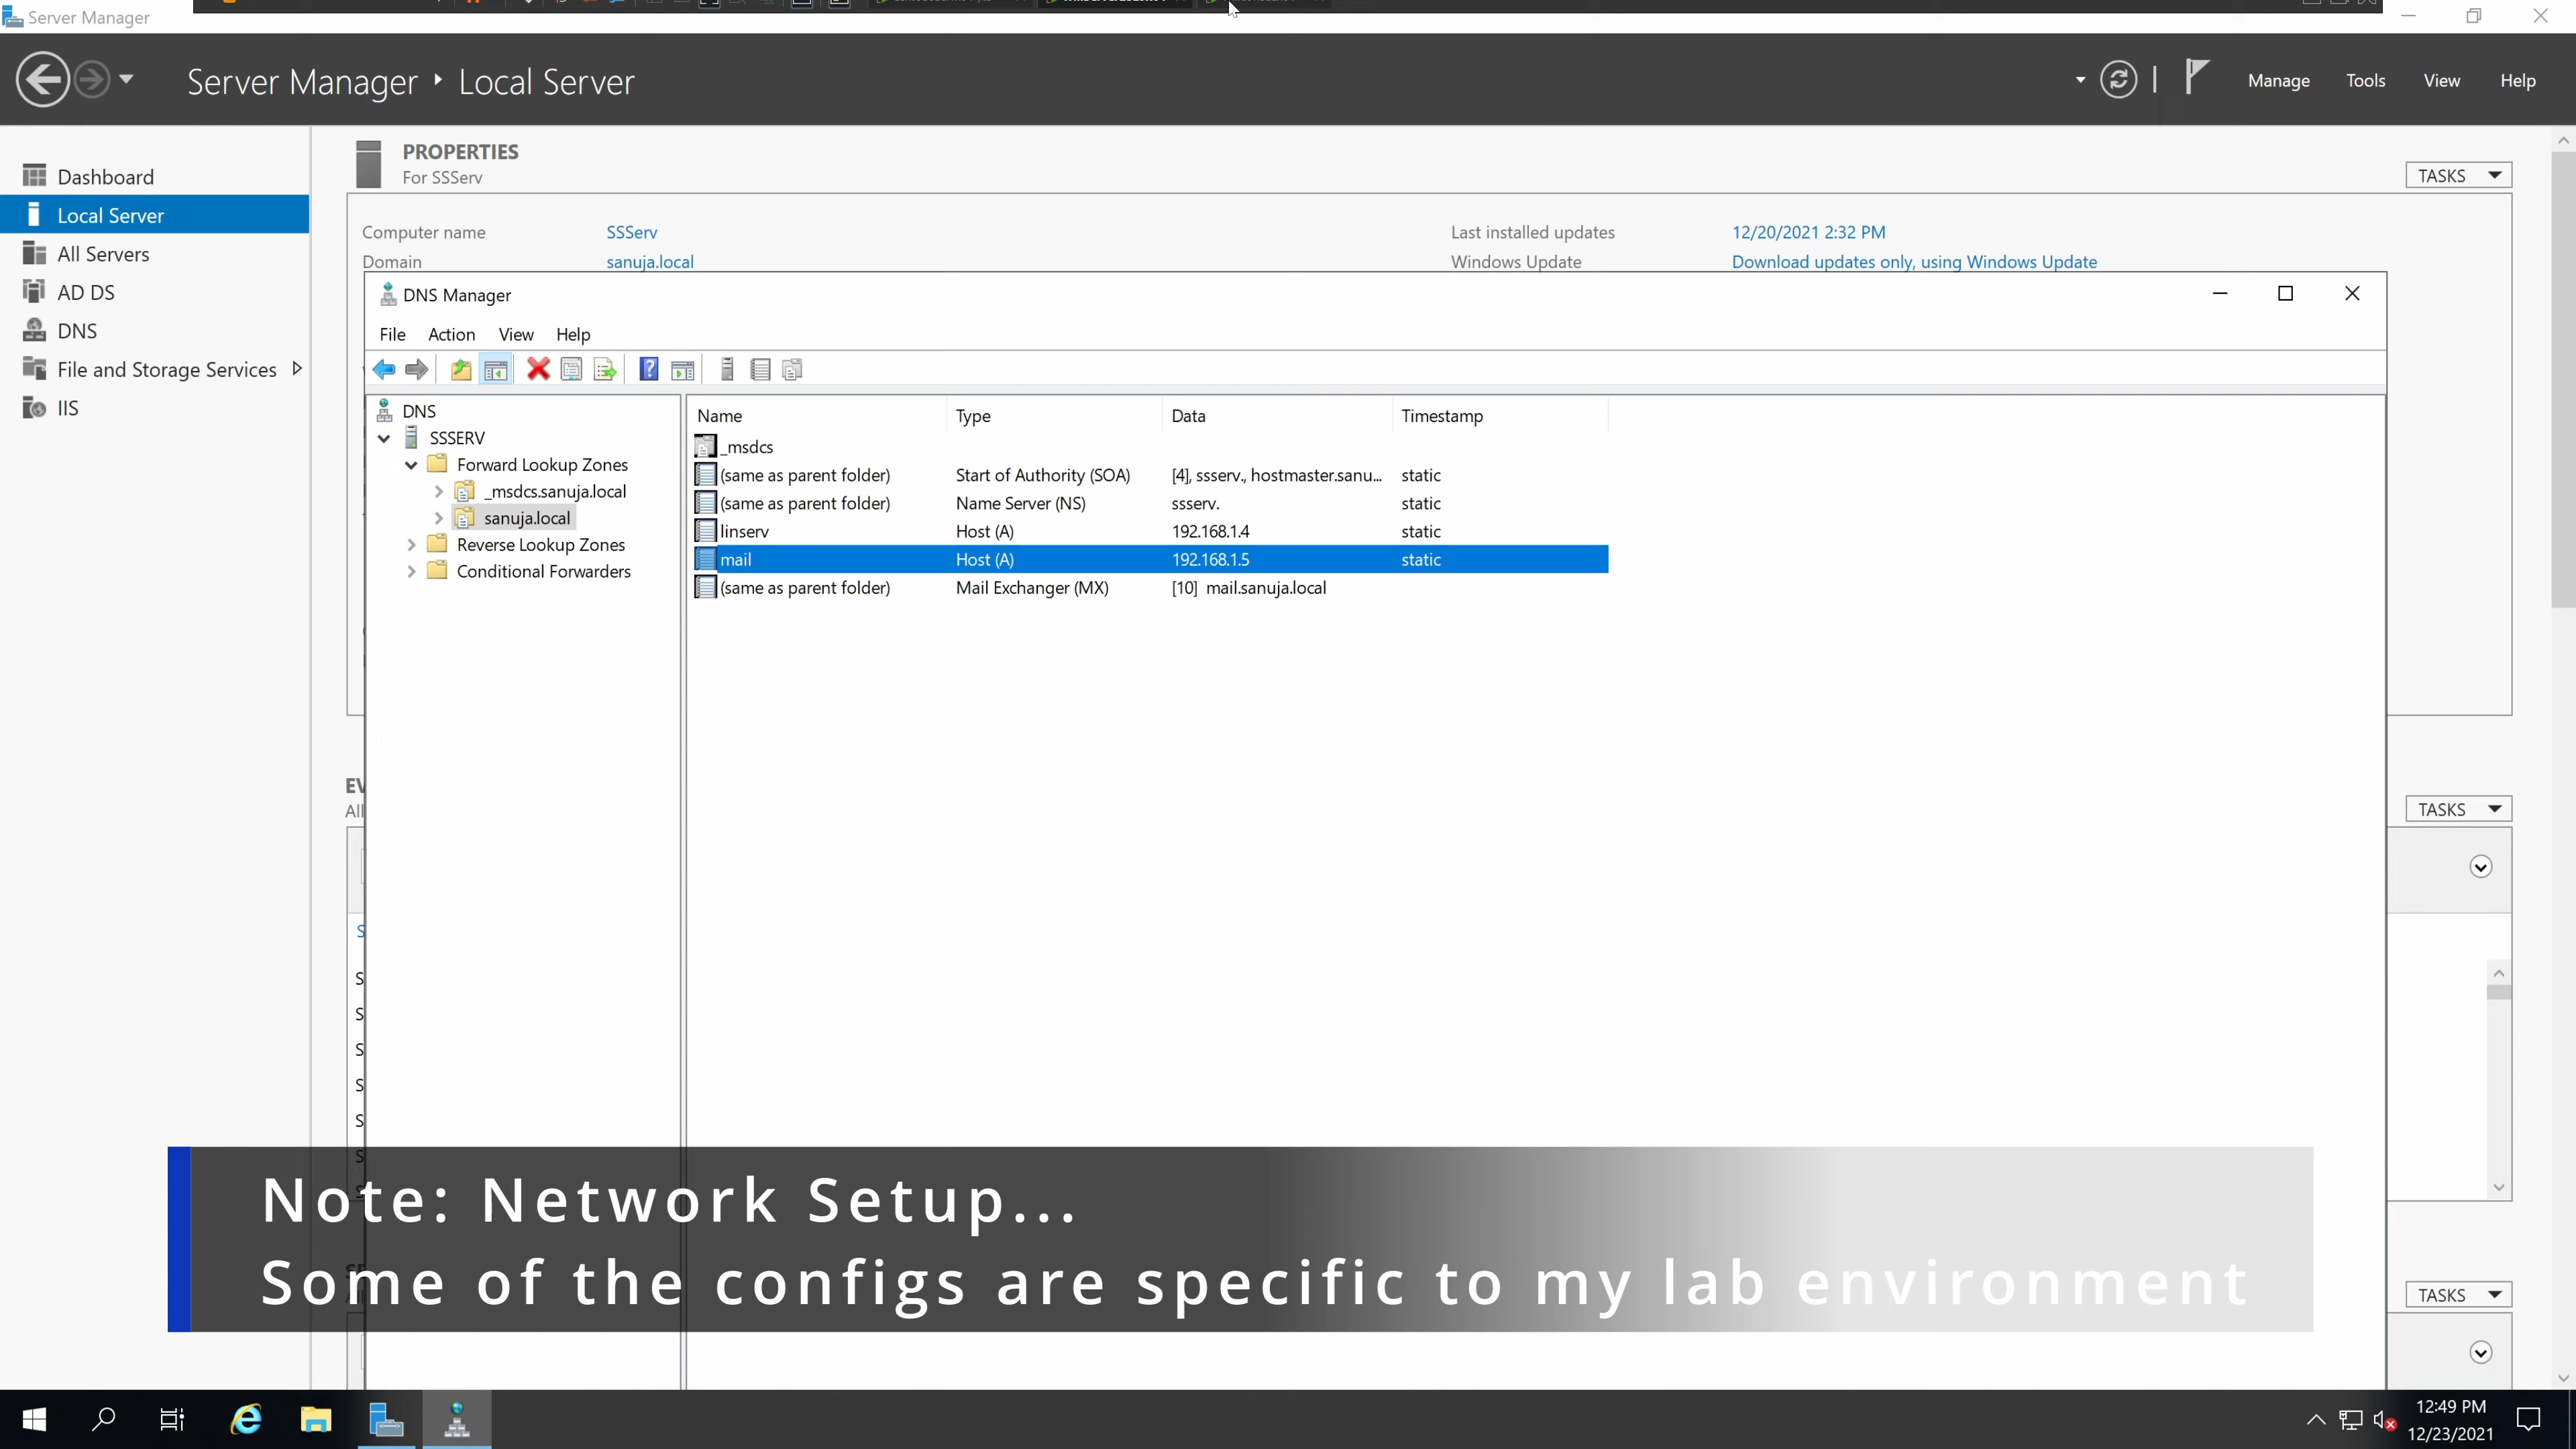 Server Manager
Server Manager ‣ Local Server
Manage Tools View Help
Dashboard
Local Server
All Servers
AD DS
DNS
File and Storage Services
IIS
PROPERTIES
For SSServ
TASKS
Computer name SSServ Last installed updates 12/20/2021 2:32 PM
Domain sanuja.local Windows Update Download updates only, using Windows Update
DNS Manager
File Action View Help
DNS
SSSERV
Forward Lookup Zones
_msdcs.sanuja.local
sanuja.local
Reverse Lookup Zones
Conditional Forwarders
Name Type Data Timestamp
_msdcs
(same as parent folder) Start of Authority (SOA) [4], ssserv., hostmaster.sanu... static
(same as parent folder) Name Server (NS) ssserv. static
linserv Host (A) 192.168.1.4 static
mail Host (A) 192.168.1.5 static
(same as parent folder) Mail Exchanger (MX) [10] mail.sanuja.local
EV
All
TASKS
S
S
S
S
S
S
S
Note: Network Setup...
Some of the configs are specific to my lab environment
TASKS
12:49 PM
12/23/2021